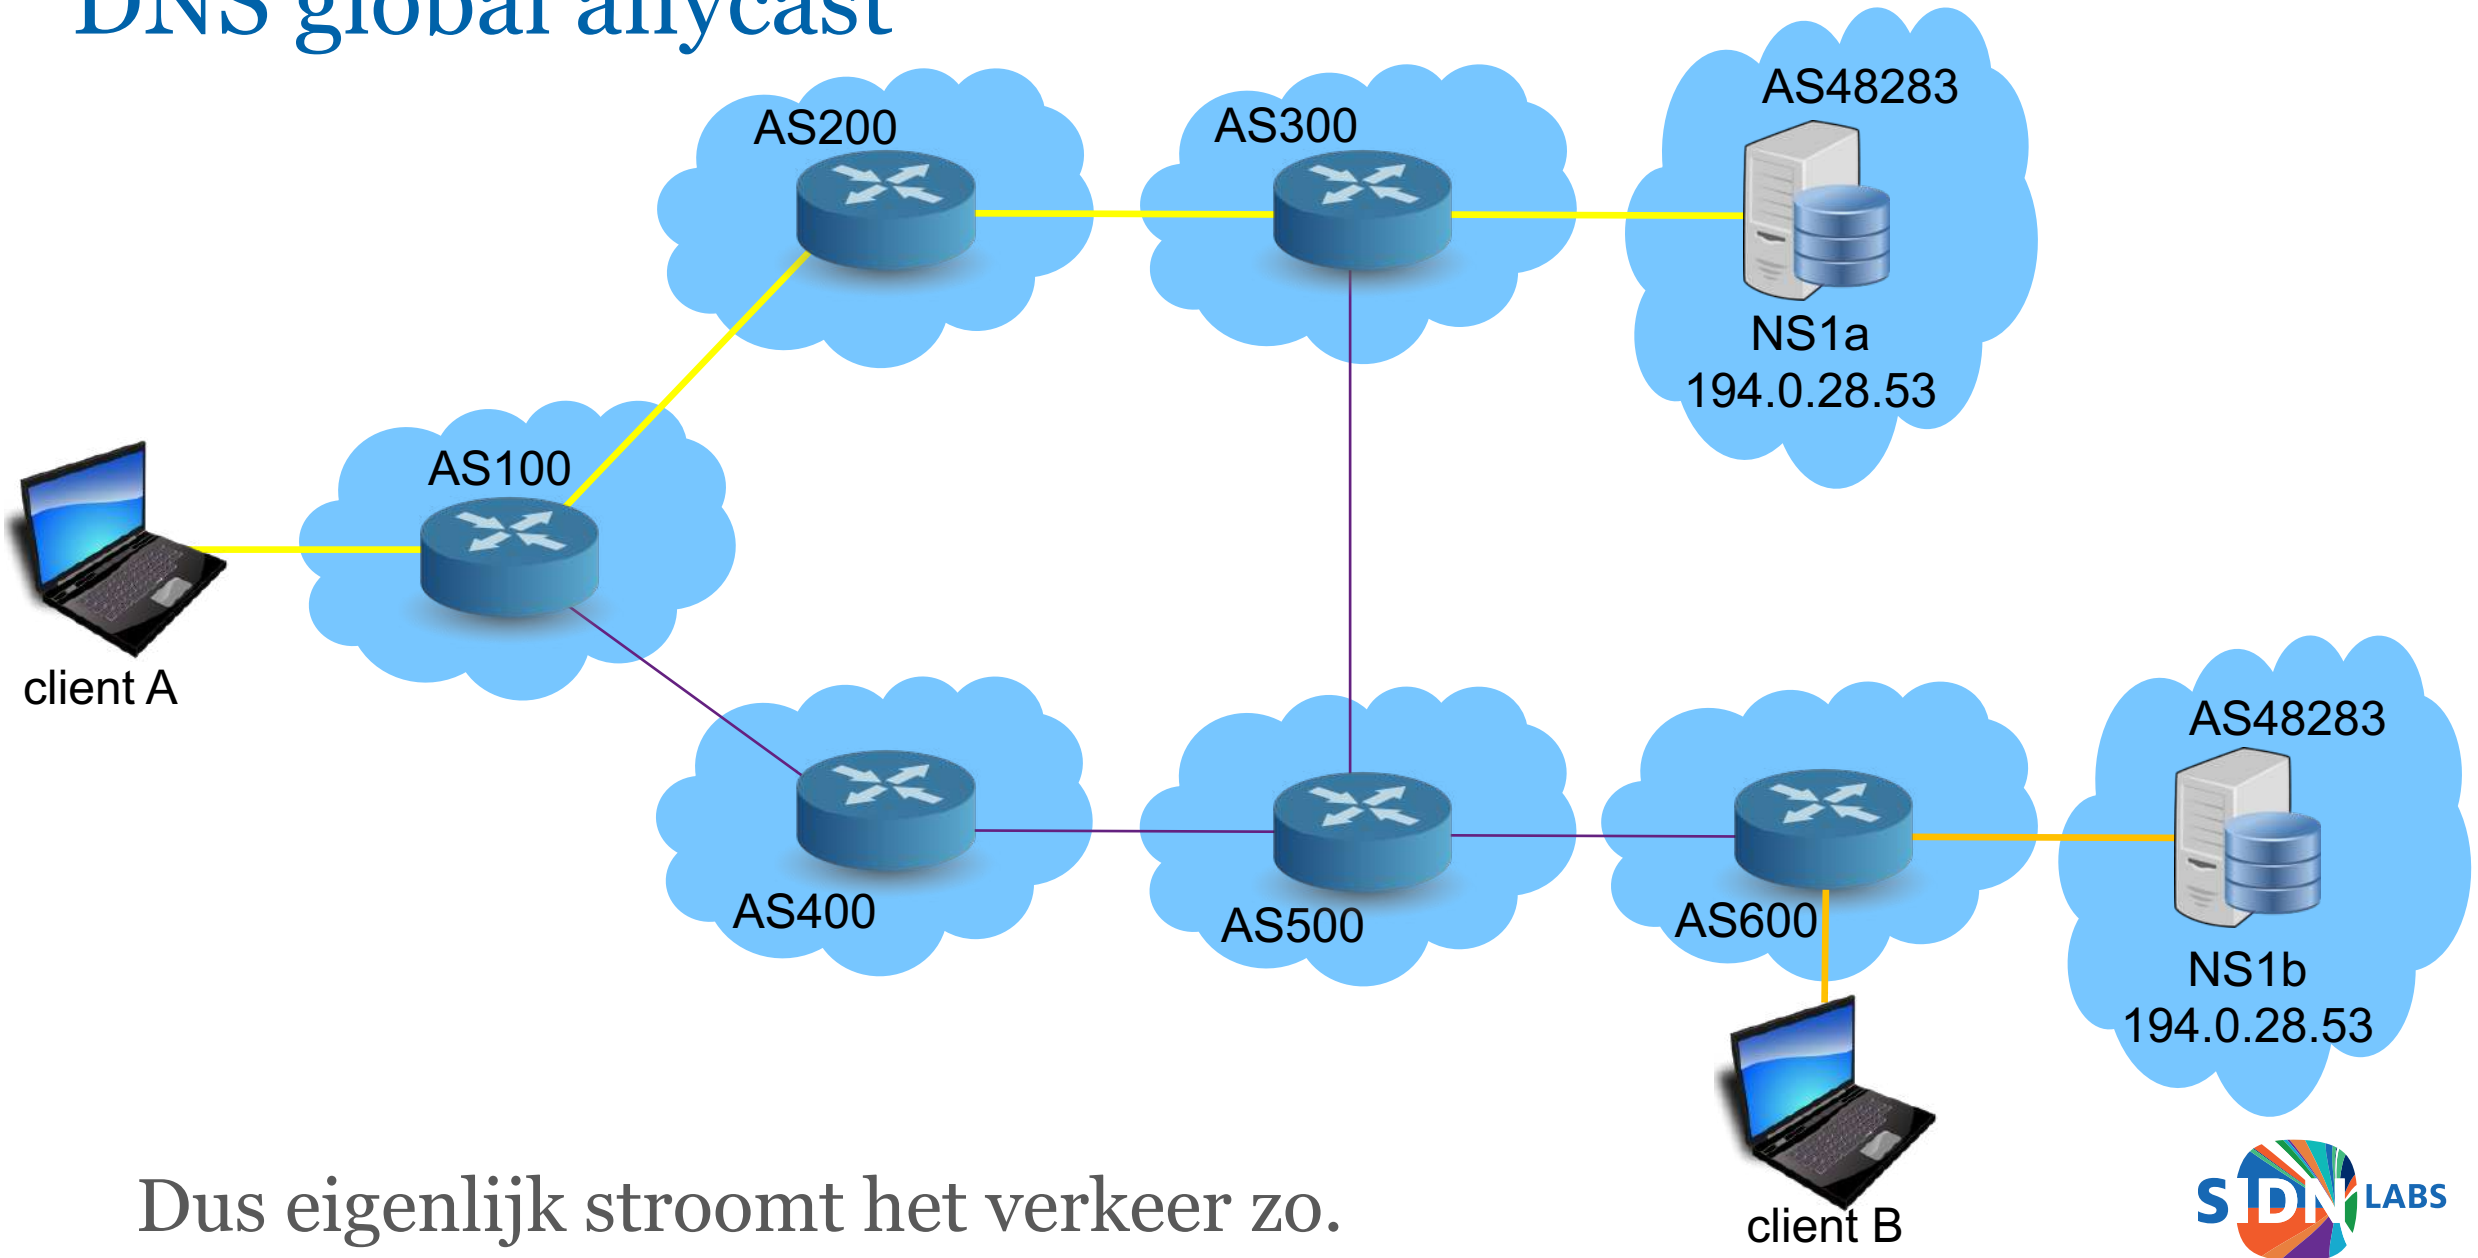 DNS global anycast
AS200
AS300
AS48283
NS1a
194.0.28.53
AS100
client A
AS400
AS500
AS600
AS48283
NS1b
194.0.28.53
client B
Dus eigenlijk stroomt het verkeer zo.
SIDN LABS